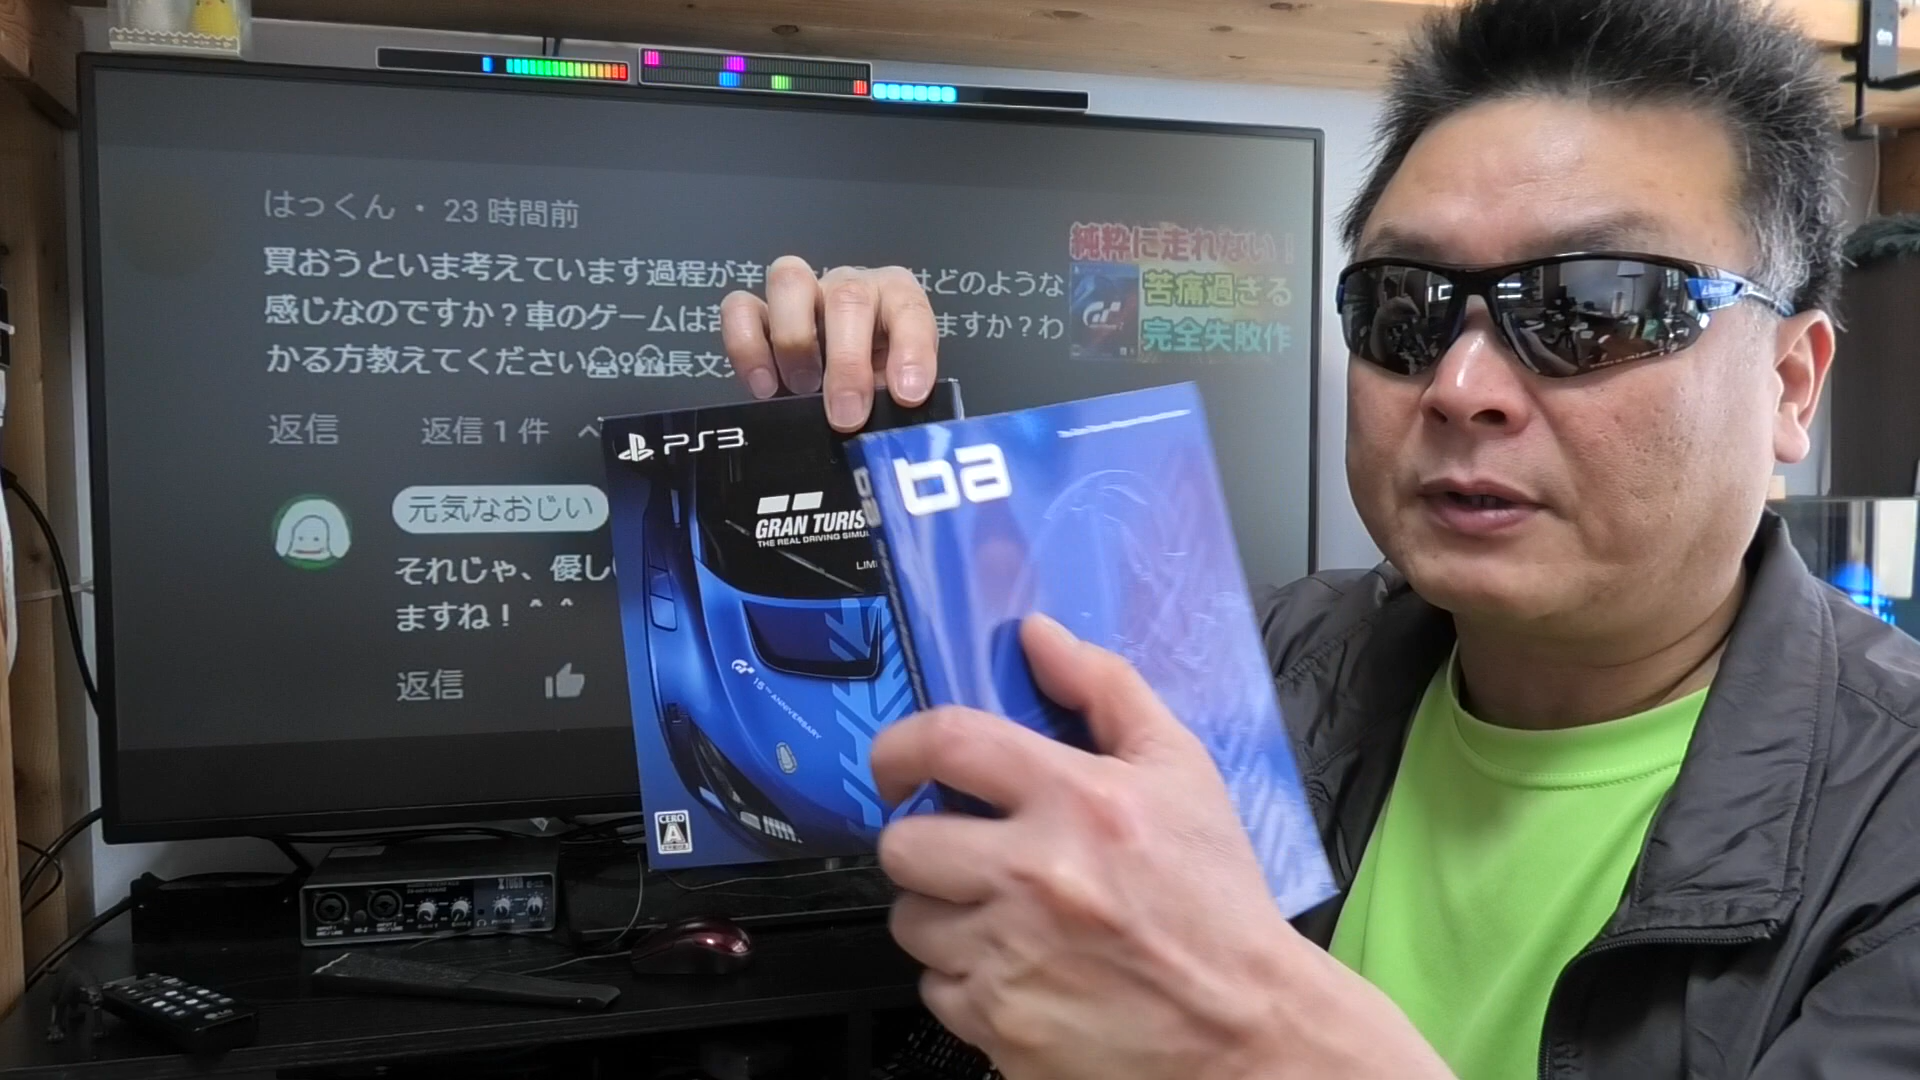 はっくん・23 時間前
買おうといま考えています過程が辛 はどのような
感じなのですか？車のゲームは ますか？わ
かる方教えてください 長文
返信
返信 1 件
元気なおじい
それじゃ、優し
ますね！＾＾
返信
純粋に走れない！
苦痛過ぎる
完全失敗作
PS3
GRAN TURIS
THE REAL DRIVING SIMU
LIMI
15TH ANNIVERSARY
CERO
A
ba